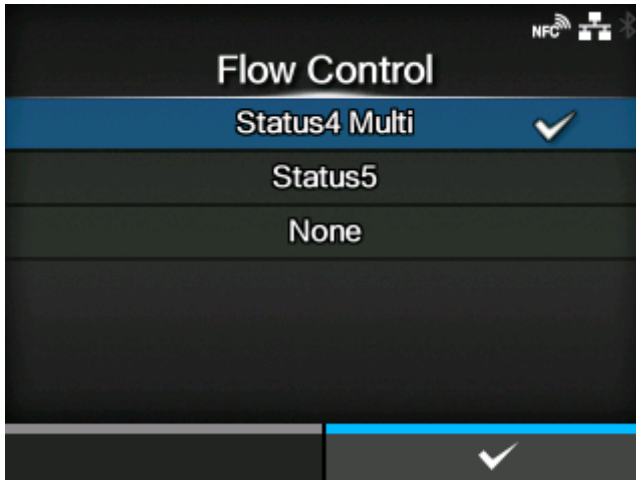 NFC
Flow Control
Status4 Multi
Status5
None